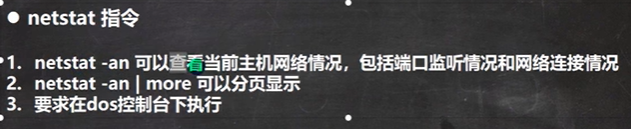 ● netstat 指令
1. netstat -an 可以查看当前主机网络情况，包括端口监听情况和网络连接情况
2. netstat -an | more 可以分页显示
3. 要求在dos控制台下执行